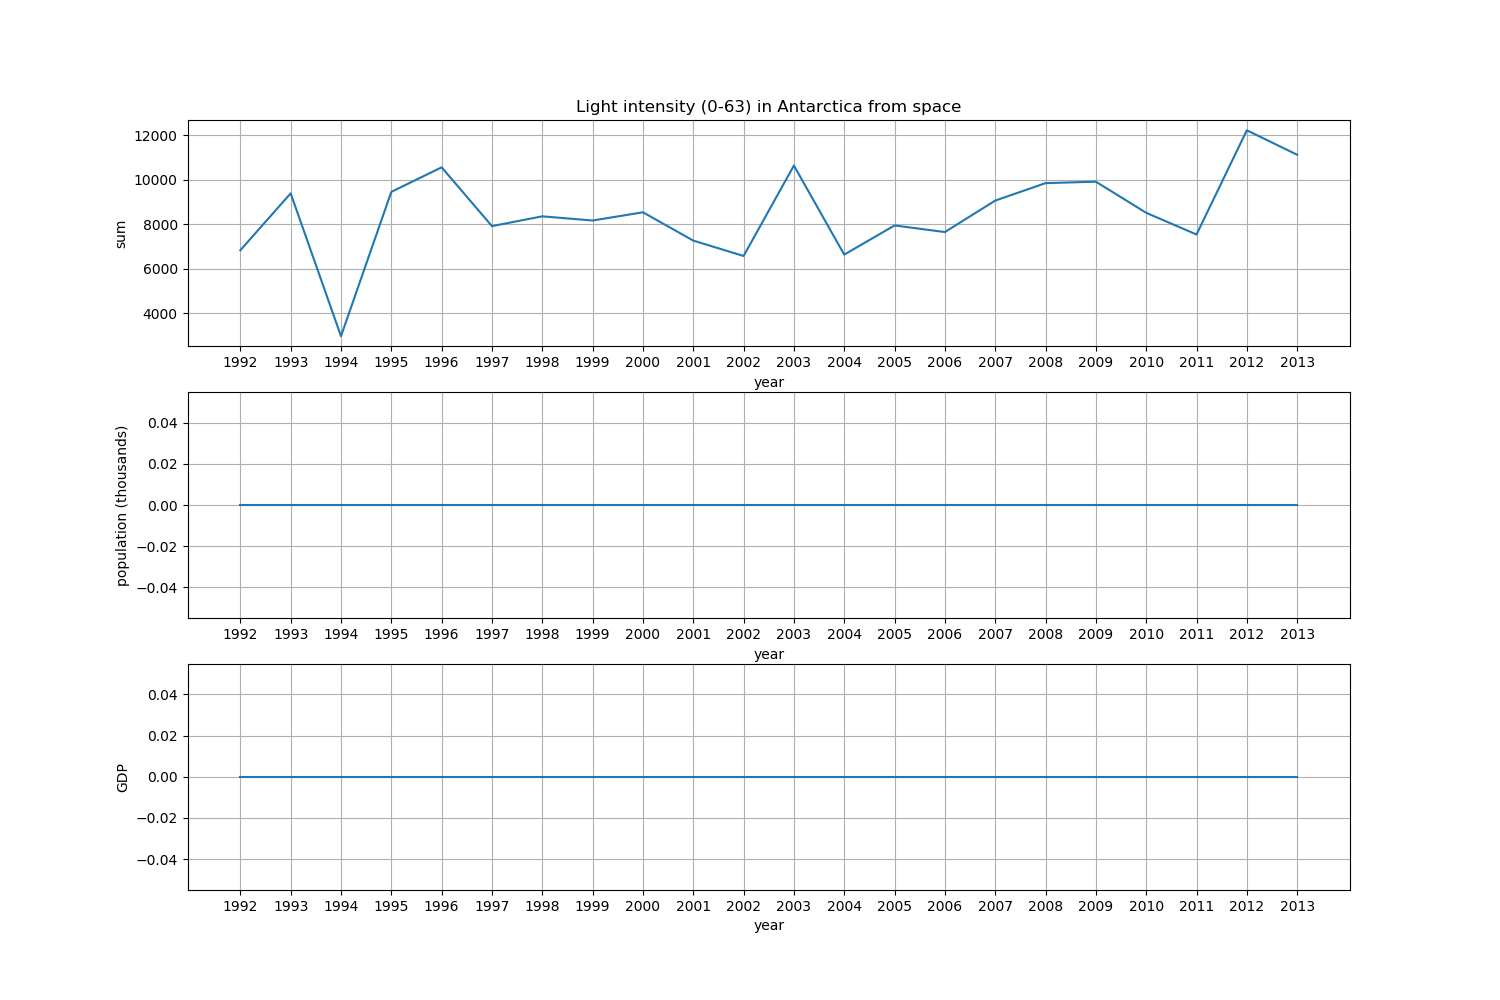 Light intensity (0-63) in Antarctica from space
12000
10000
8000
6000
4000
sum
1992 1993 1994 1995 1996 1997 1998 1999 2000 2001 2002 2003 2004 2005 2006 2007 2008 2009 2010 2011 2012 2013
year
0.04
0.02
0.00
−0.02
−0.04
population (thousands)
1992 1993 1994 1995 1996 1997 1998 1999 2000 2001 2002 2003 2004 2005 2006 2007 2008 2009 2010 2011 2012 2013
year
0.04
0.02
0.00
−0.02
−0.04
GDP
1992 1993 1994 1995 1996 1997 1998 1999 2000 2001 2002 2003 2004 2005 2006 2007 2008 2009 2010 2011 2012 2013
year